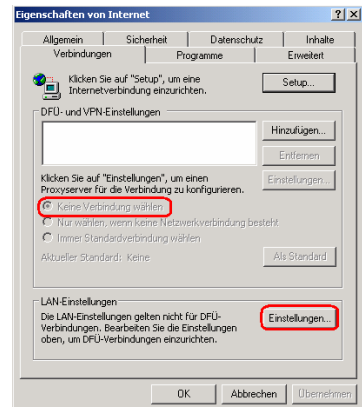 Eigenschaften von Internet
Allgemein Sicherheit Datenschutz Inhalte
Verbindungen Programme Erweitert
Klicken Sie auf "Setup", um eine
Internetverbindung einzurichten.
Setup...
DFÜ- und VPN-Einstellungen
Hinzufügen...
Entfernen
Klicken Sie auf "Einstellungen", um einen
Proxyserver für die Verbindung zu konfigurieren.
Einstellungen...
Keine Verbindung wählen
Nur wählen, wenn keine Netzwerkverbindung besteht
Immer Standardverbindung wählen
Aktueller Standard: Keine
Als Standard
LAN-Einstellungen
Die LAN-Einstellungen gelten nicht für DFÜ-
Verbindungen. Bearbeiten Sie die Einstellungen
oben, um DFÜ-Verbindungen einzurichten.
Einstellungen...
OK Abbrechen Übernehmen